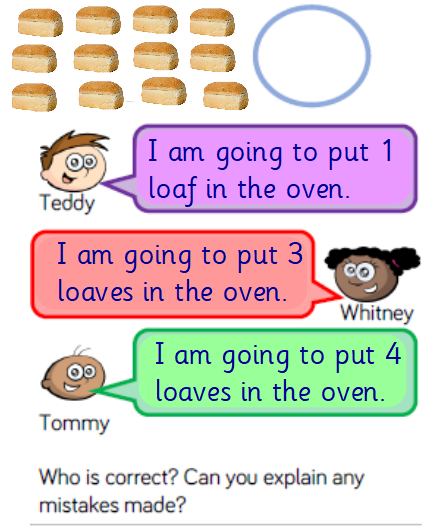 I am going to put 1
loaf in the oven.
Teddy
I am going to put 3
loaves in the oven.
Whitney
I am going to put 4
loaves in the oven.
Tommy
Who is correct? Can you explain any
mistakes made?